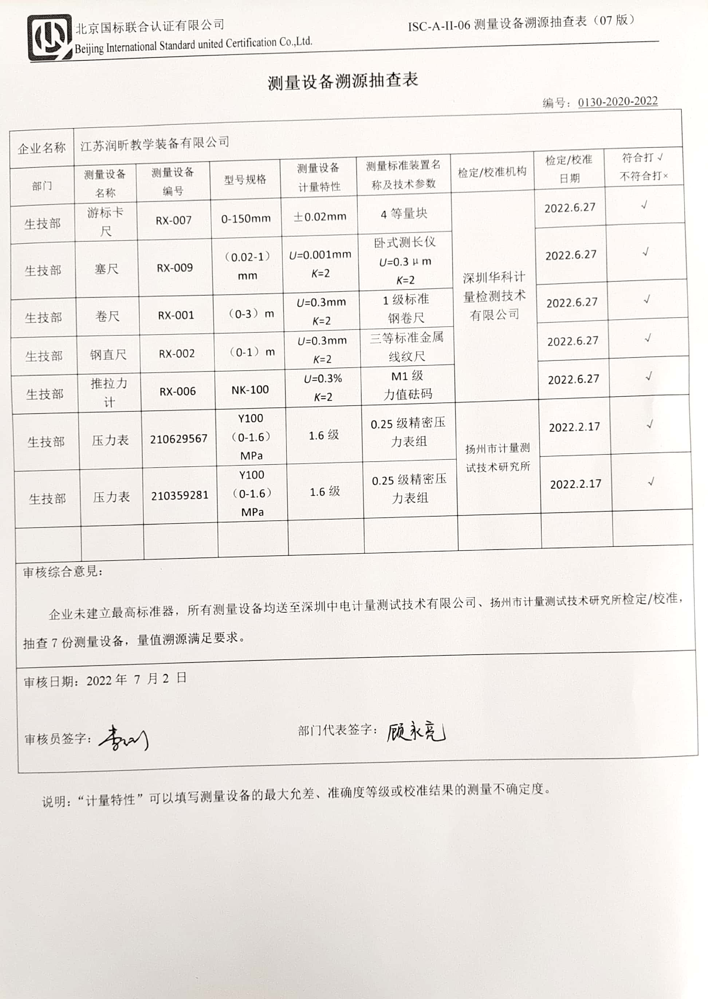 北京国标联合认证有限公司
Beijing International Standard united Certification Co.,Ltd.
ISC-A-II-06 测量设备溯源抽查表（07 版）
测量设备溯源抽查表
编号：0130-2020-2022
企业名称 江苏润昕教学装备有限公司
部门 测量设备名称 测量设备编号 型号规格 测量设备计量特性 测量标准装置名称及技术参数 检定/校准机构 检定/校准日期 符合打√不符合打×
生技部 游标卡尺 RX-007 0-150mm ±0.02mm 4 等量块 深圳华科计量检测技术有限公司 2022.6.27 √
生技部 塞尺 RX-009 （0.02-1）mm U=0.001mm K=2 卧式测长仪 U=0.3μm K=2 2022.6.27 √
生技部 卷尺 RX-001 （0-3）m U=0.3mm K=2 1 级标准钢卷尺 2022.6.27 √
生技部 钢直尺 RX-002 （0-1）m U=0.3mm K=2 三等标准金属线纹尺 2022.6.27 √
生技部 推拉力计 RX-006 NK-100 U=0.3% K=2 M1 级力值砝码 2022.6.27 √
生技部 压力表 210629567 Y100（0-1.6）MPa 1.6 级 0.25 级精密压力表组 扬州市计量测试技术研究所 2022.2.17 √
生技部 压力表 210359281 Y100（0-1.6）MPa 1.6 级 0.25 级精密压力表组 2022.2.17 √
审核综合意见：
企业未建立最高标准器，所有测量设备均送至深圳中电计量测试技术有限公司、扬州市计量测试技术研究所检定/校准，
抽查 7 份测量设备，量值溯源满足要求。
审核日期：2022 年 7 月 2 日
审核员签字：
部门代表签字：顾永亮
说明：“计量特性”可以填写测量设备的最大允差、准确度等级或校准结果的测量不确定度。